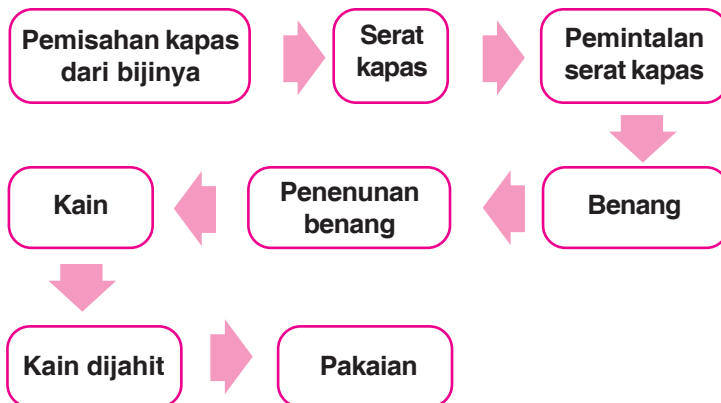 Pemisahan kapas
dari bijinya
Serat
kapas
Pemintalan
serat kapas
Benang
Penenunan
benang
Kain
Kain dijahit
Pakaian